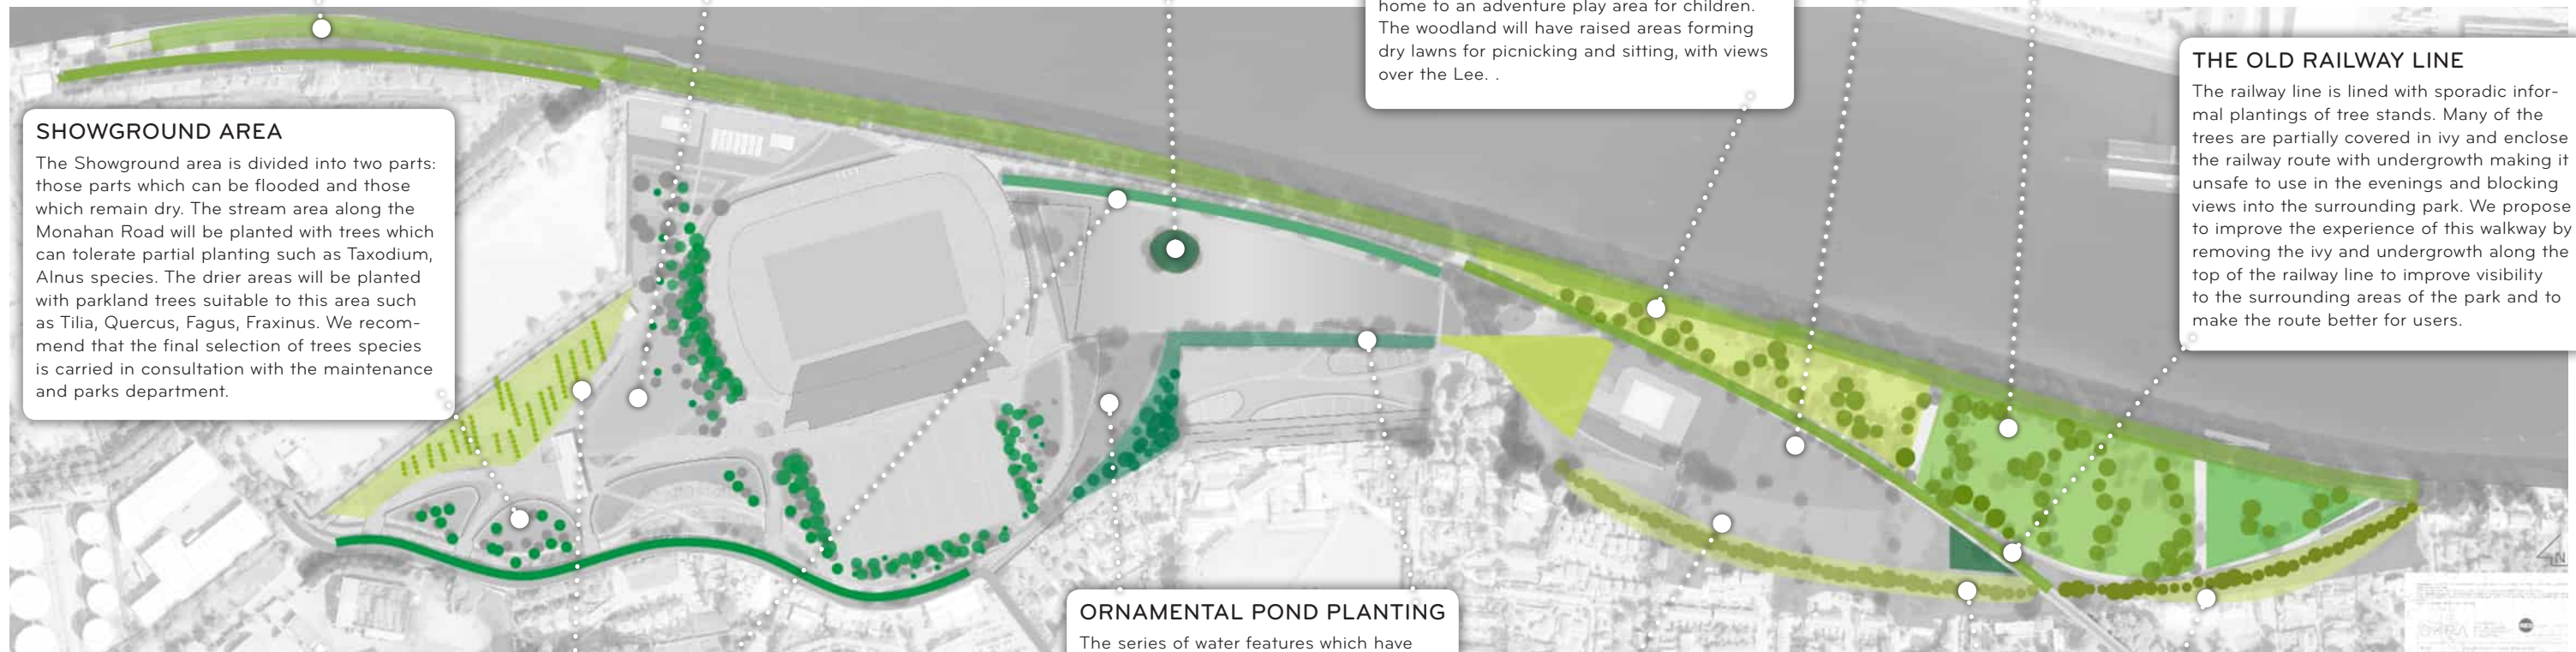 home to an adventure play area for children.
The woodland will have raised areas forming
dry lawns for picnicking and sitting, with views
over the Lee. .
THE OLD RAILWAY LINE
The railway line is lined with sporadic infor-
mal plantings of tree stands. Many of the
trees are partially covered in ivy and enclose
the railway route with undergrowth making it
unsafe to use in the evenings and blocking
views into the surrounding park. We propose
to improve the experience of this walkway by
removing the ivy and undergrowth along the
top of the railway line to improve visibility
to the surrounding areas of the park and to
make the route better for users.
SHOWGROUND AREA
The Showground area is divided into two parts:
those parts which can be flooded and those
which remain dry. The stream area along the
Monahan Road will be planted with trees which
can tolerate partial planting such as Taxodium,
Alnus species. The drier areas will be planted
with parkland trees suitable to this area such
as Tilia, Quercus, Fagus, Fraxinus. We recom-
mend that the final selection of trees species
is carried in consultation with the maintenance
and parks department.
ORNAMENTAL POND PLANTING
The series of water features which have
N